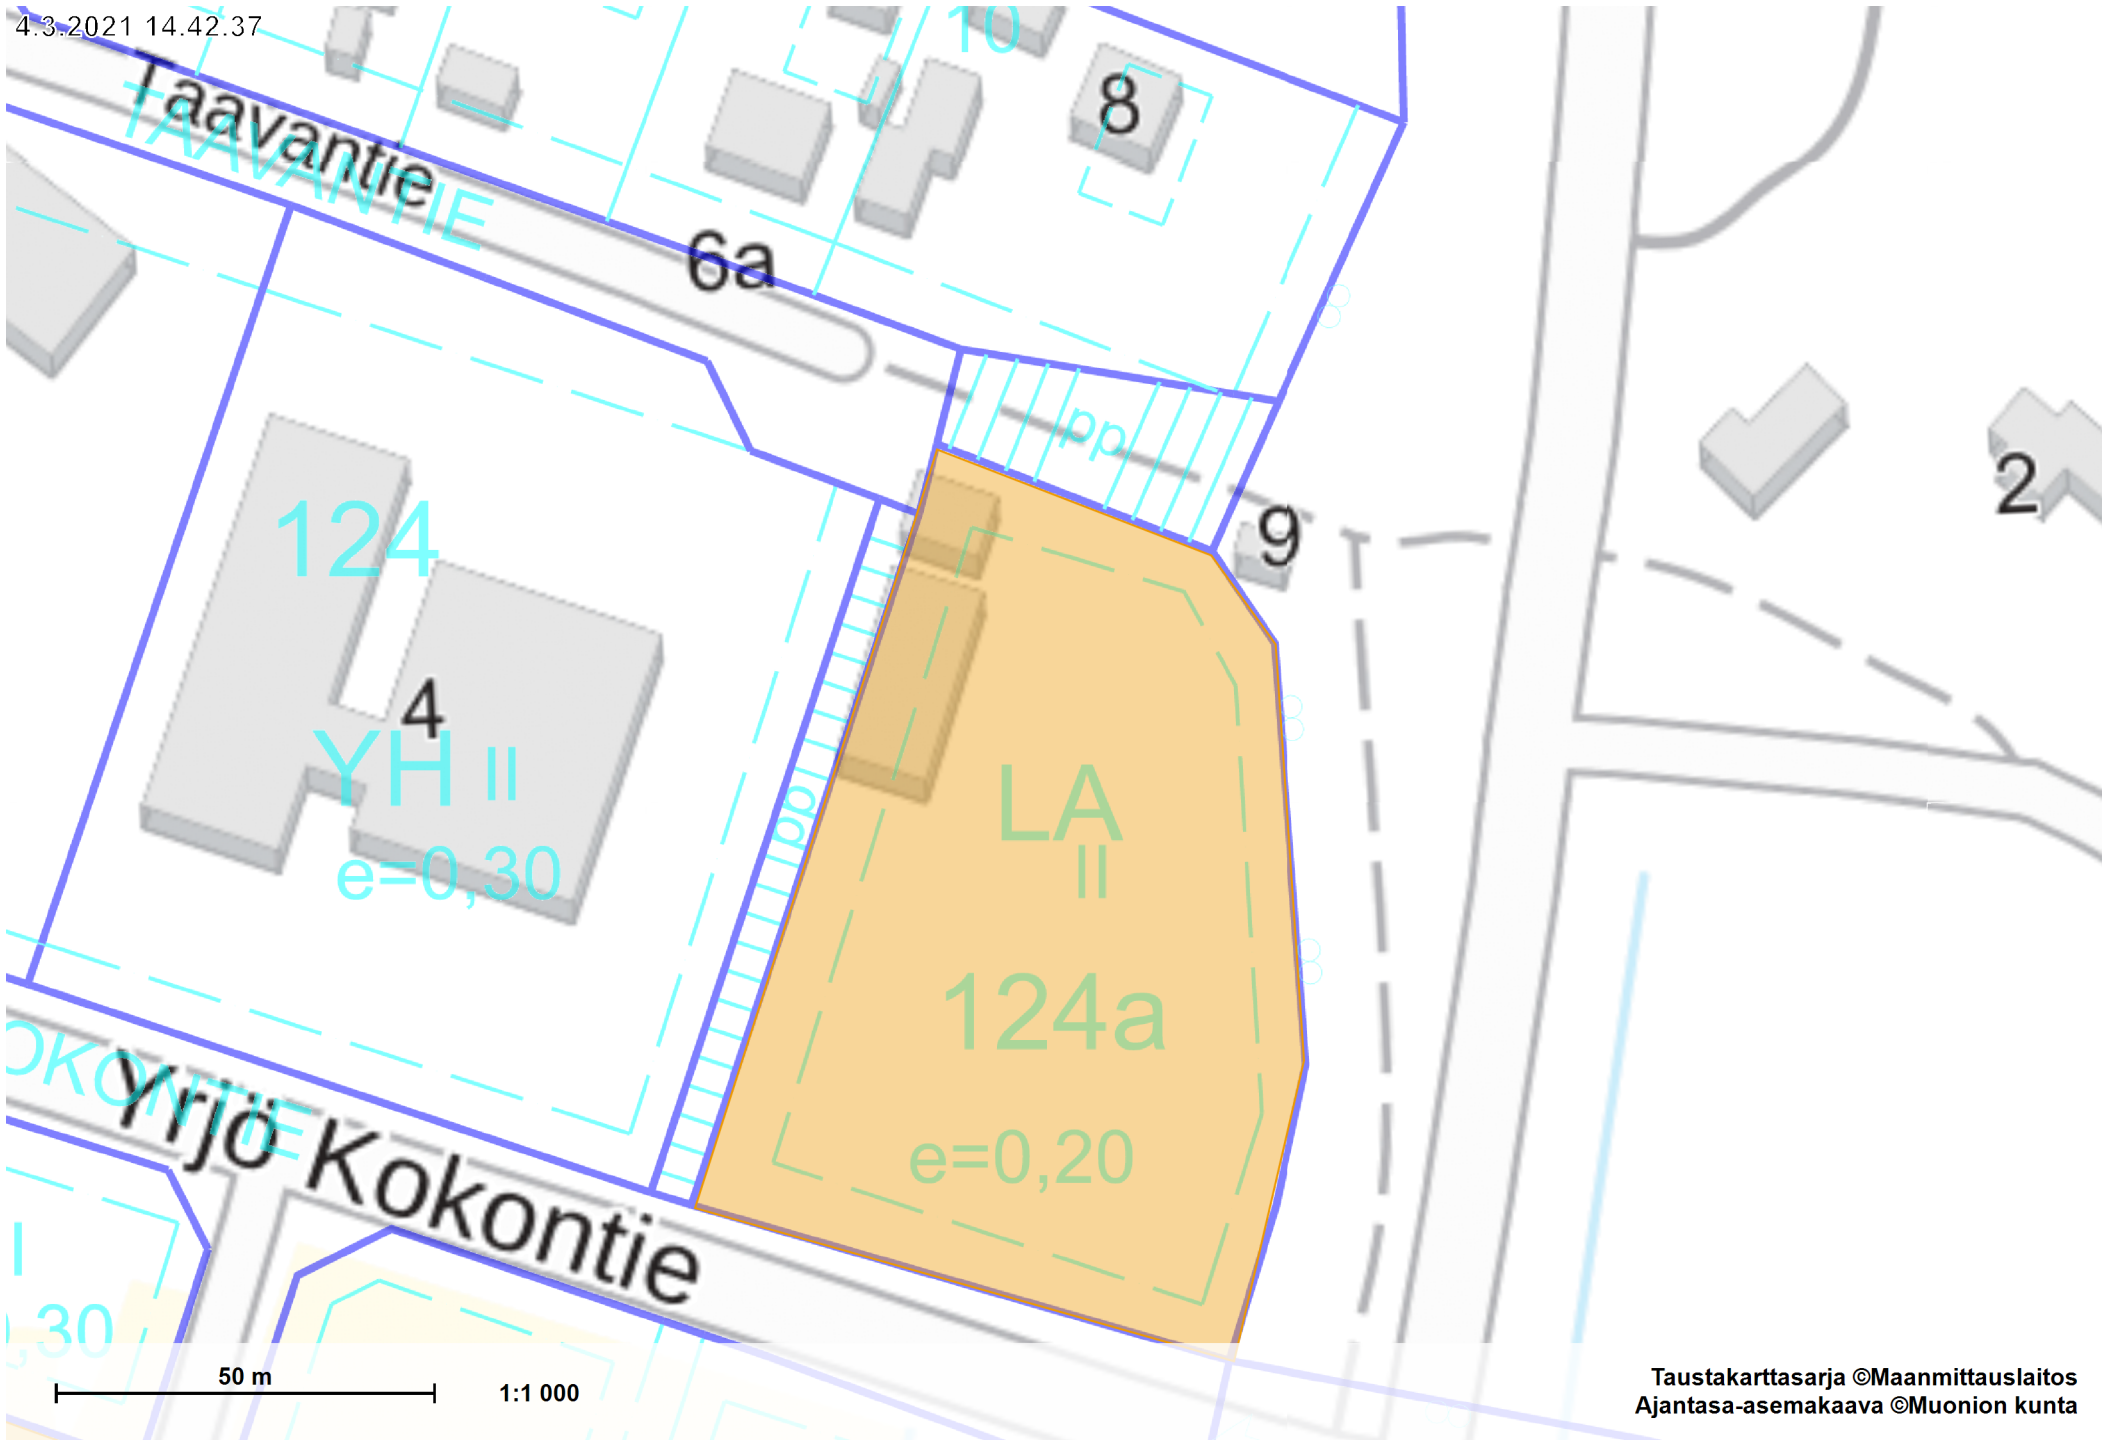 4.3.2021 14.42.37
10
8
Taavantie
TAAVANTIE
6a
pp
9
2
124
4
YH II
e=0,30
pp
LA
II
124a
e=0,20
OKONTIE
Yrjö Kokontie
I
,30
50 m
1:1 000
Taustakarttasarja ©Maanmittauslaitos
Ajantasa-asemakaava ©Muonion kunta